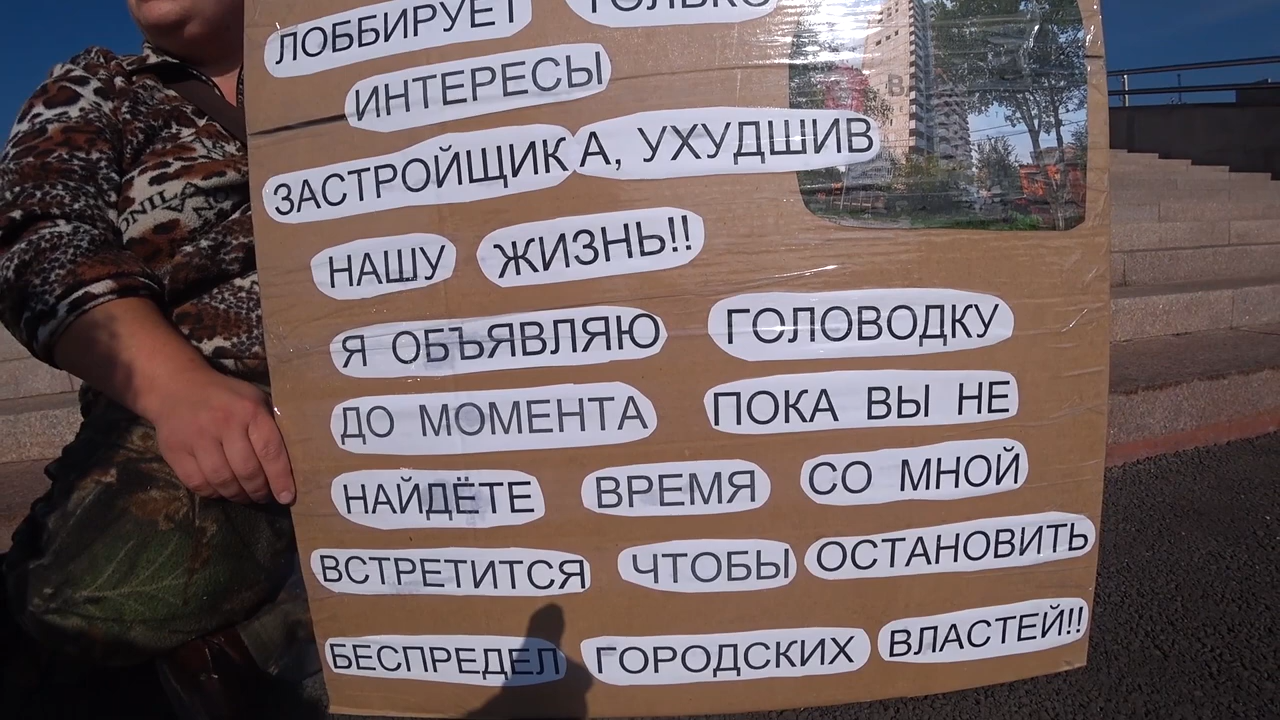 ЛОББИРУЕТ ТОЛЬКО
ИНТЕРЕСЫ
ЗАСТРОЙЩИКА, УХУДШИВ
НАШУ ЖИЗНЬ!!
Я ОБЪЯВЛЯЮ ГОЛОВОДКУ
ДО МОМЕНТА ПОКА ВЫ НЕ
НАЙДЁТЕ ВРЕМЯ СО МНОЙ
ВСТРЕТИТСЯ ЧТОБЫ ОСТАНОВИТЬ
БЕСПРЕДЕЛ ГОРОДСКИХ ВЛАСТЕЙ!!